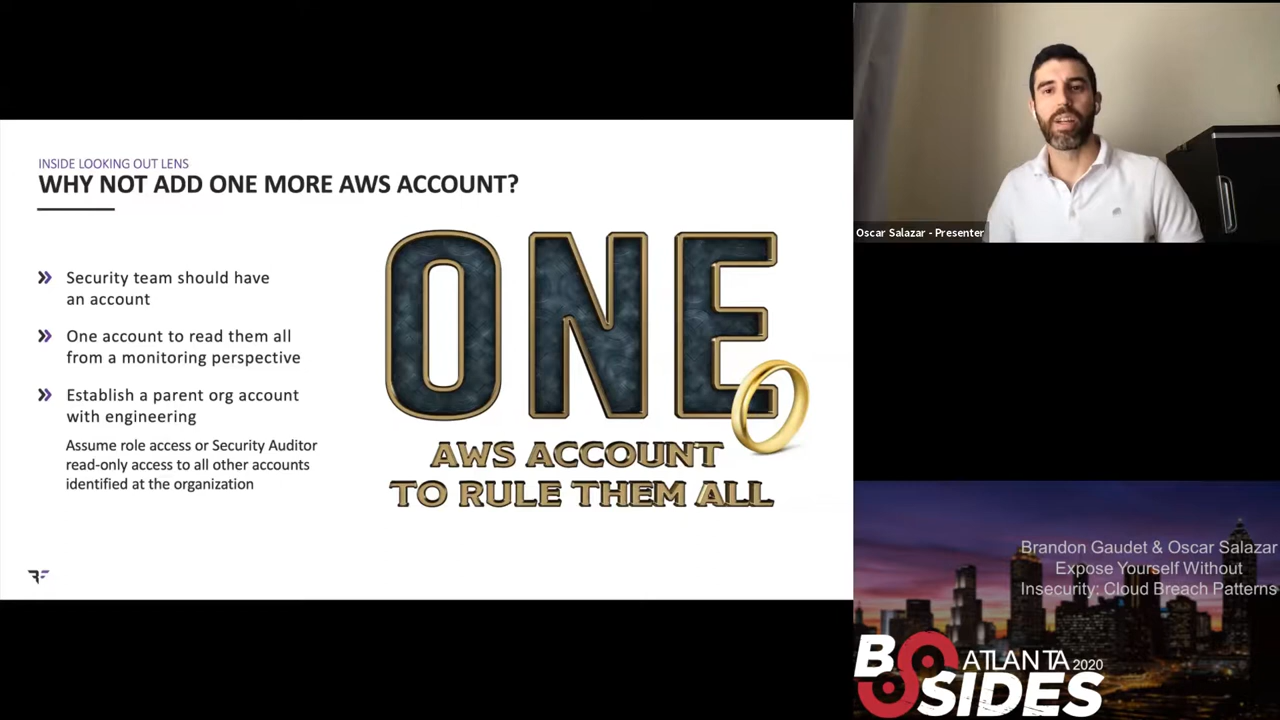 INSIDE LOOKING OUT LENS
WHY NOT ADD ONE MORE AWS ACCOUNT?
Security team should have
an account
One account to read them all
from a monitoring perspective
Establish a parent org account
with engineering
Assume role access or Security Auditor
read-only access to all other accounts
identified at the organization
ONE
AWS ACCOUNT
TO RULE THEM ALL
RF
Oscar Salazar - Presenter
Brandon Gaudet & Oscar Salazar
Expose Yourself Without
Insecurity: Cloud Breach Patterns
B SIDES
ATLANTA 2020